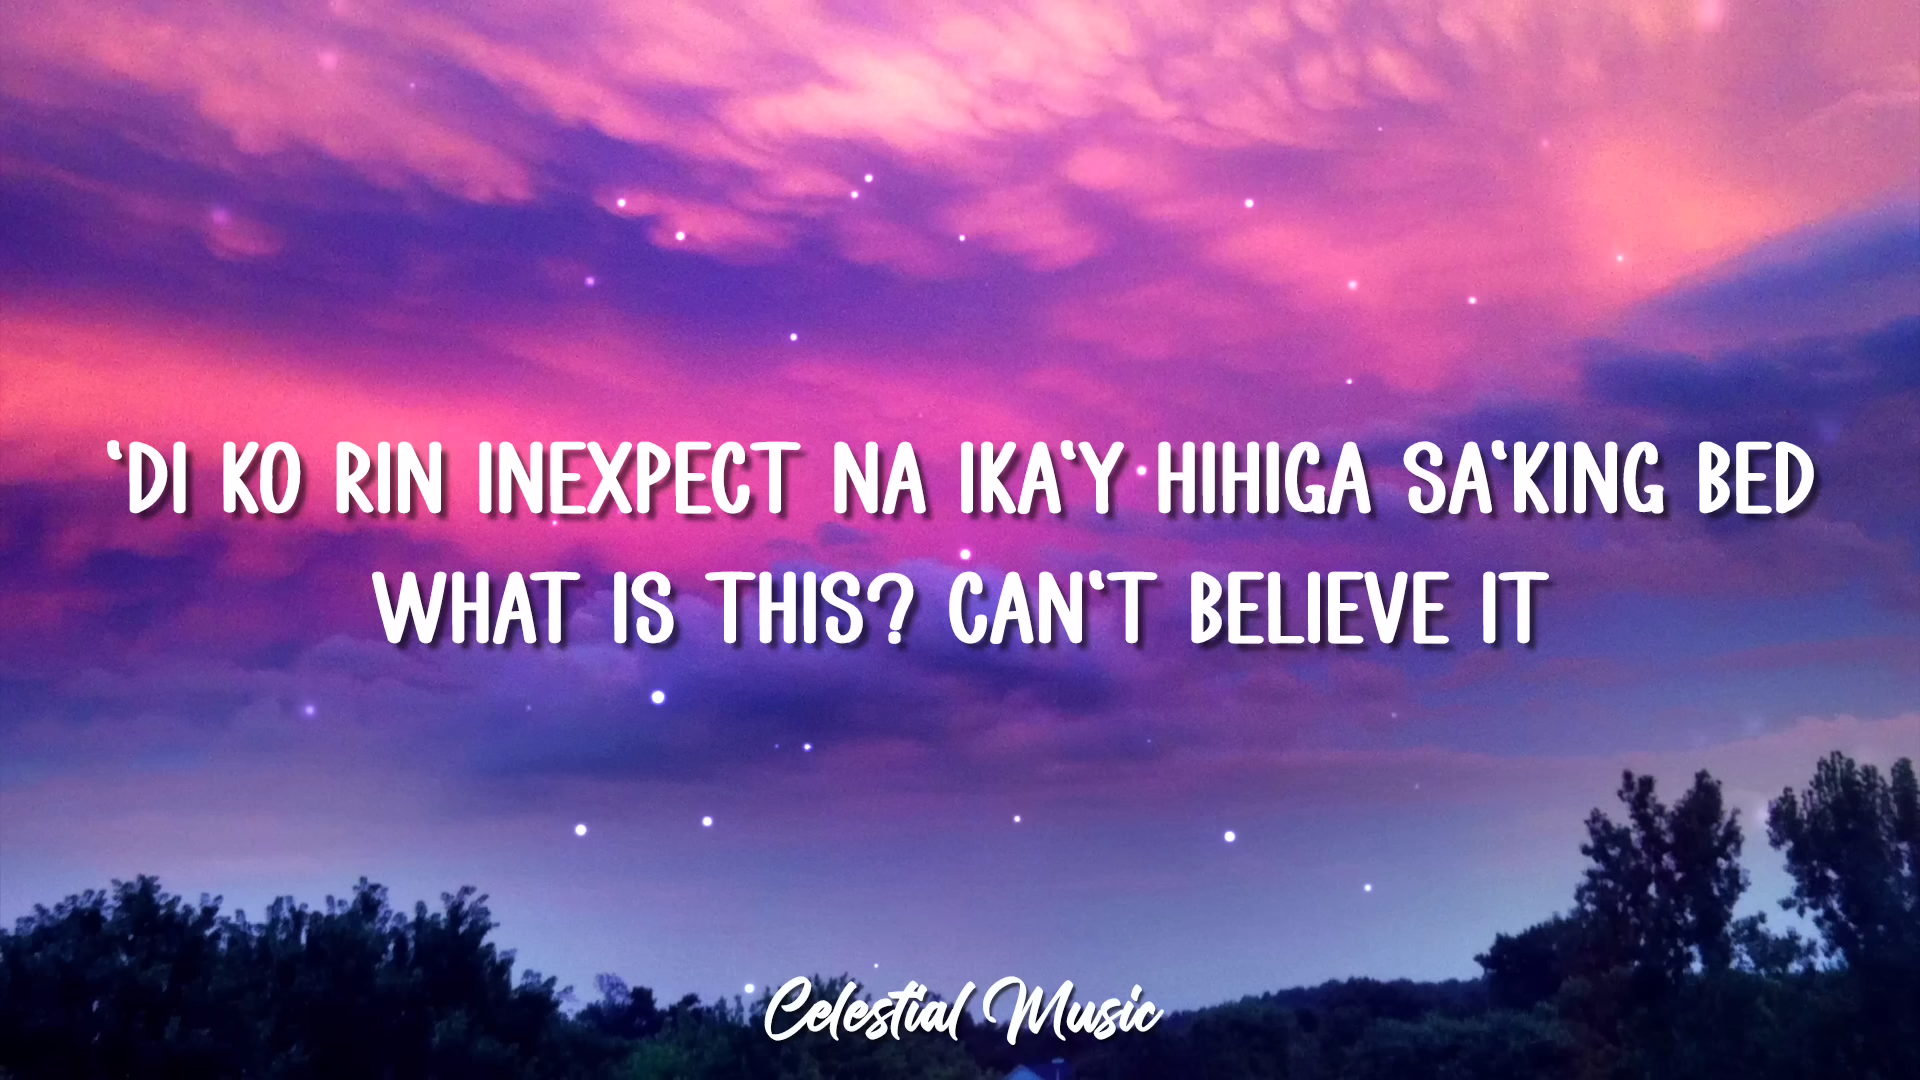 ‘DI KO RIN INEXPECT NA IKA‘Y HIHIGA SA‘KING BED
WHAT IS THIS? CAN‘T BELIEVE IT
Celestial Music